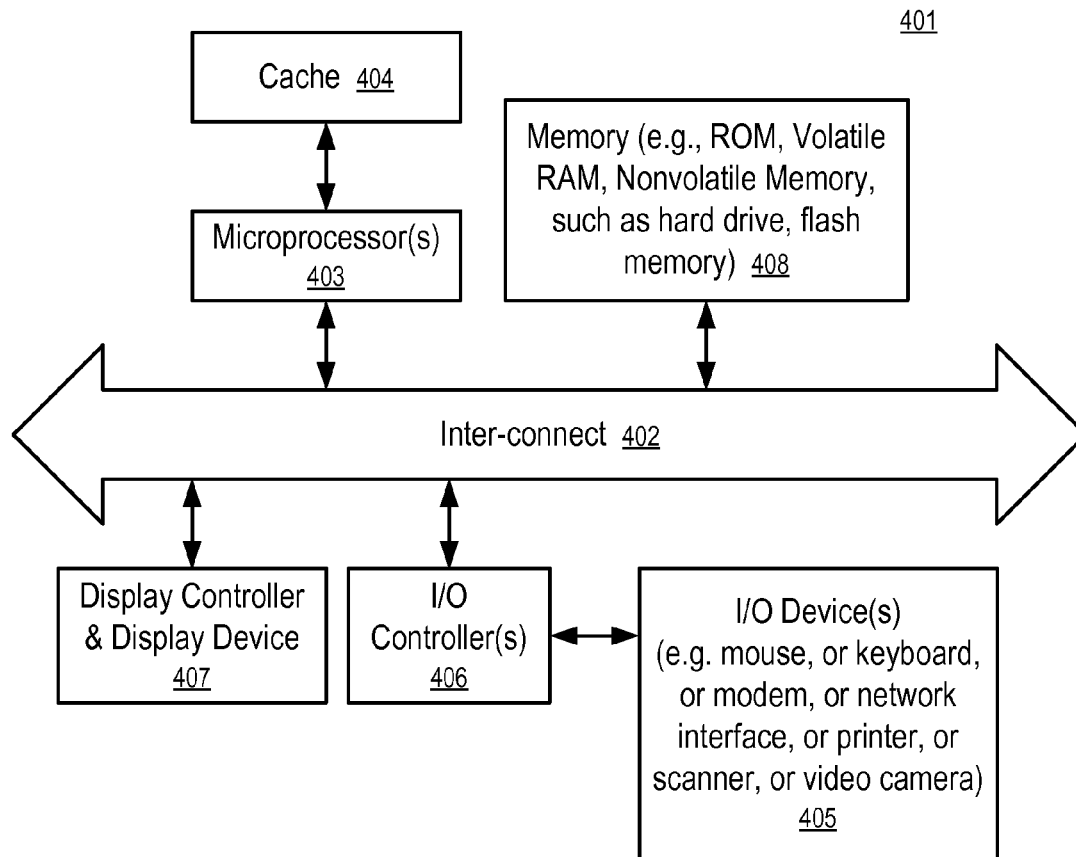 401
Cache 404
Memory (e.g., ROM, Volatile
RAM, Nonvolatile Memory,
such as hard drive, flash
memory) 408
Microprocessor(s)
403
Inter-connect 402
Display Controller
& Display Device
407
I/O
Controller(s)
406
I/O Device(s)
(e.g. mouse, or keyboard,
or modem, or network
interface, or printer, or
scanner, or video camera)
405